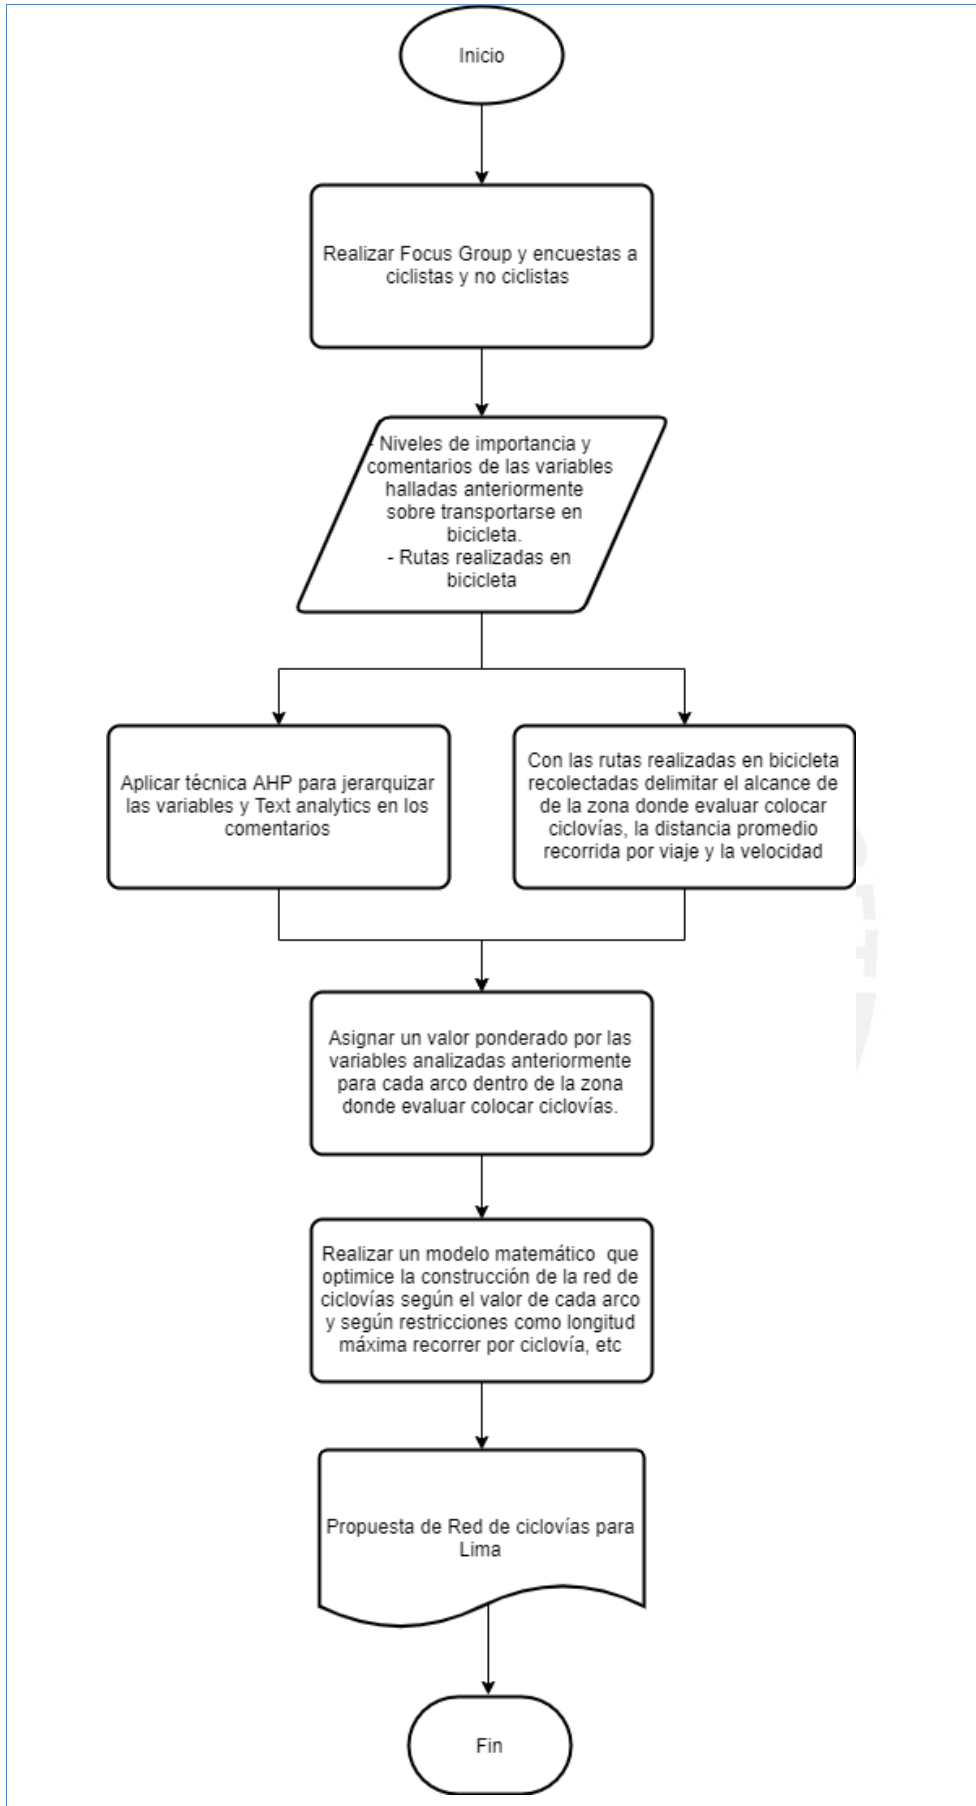 Inicio
Realizar Focus Group y encuestas a
ciclistas y no ciclistas
- Niveles de importancia y
comentarios de las variables
halladas anteriormente
sobre transportarse en
bicicleta.
- Rutas realizadas en
bicicleta
Aplicar técnica AHP para jerarquizar
las variables y Text analytics en los
comentarios
Con las rutas realizadas en bicicleta
recolectadas delimitar el alcance de
de la zona donde evaluar colocar
ciclovías, la distancia promedio
recorrida por viaje y la velocidad
Asignar un valor ponderado por las
variables analizadas anteriormente
para cada arco dentro de la zona
donde evaluar colocar ciclovías.
Realizar un modelo matemático  que
optimice la construcción de la red de
ciclovías según el valor de cada arco
y según restricciones como longitud
máxima recorrer por ciclovía, etc
Propuesta de Red de ciclovías para
Lima
Fin